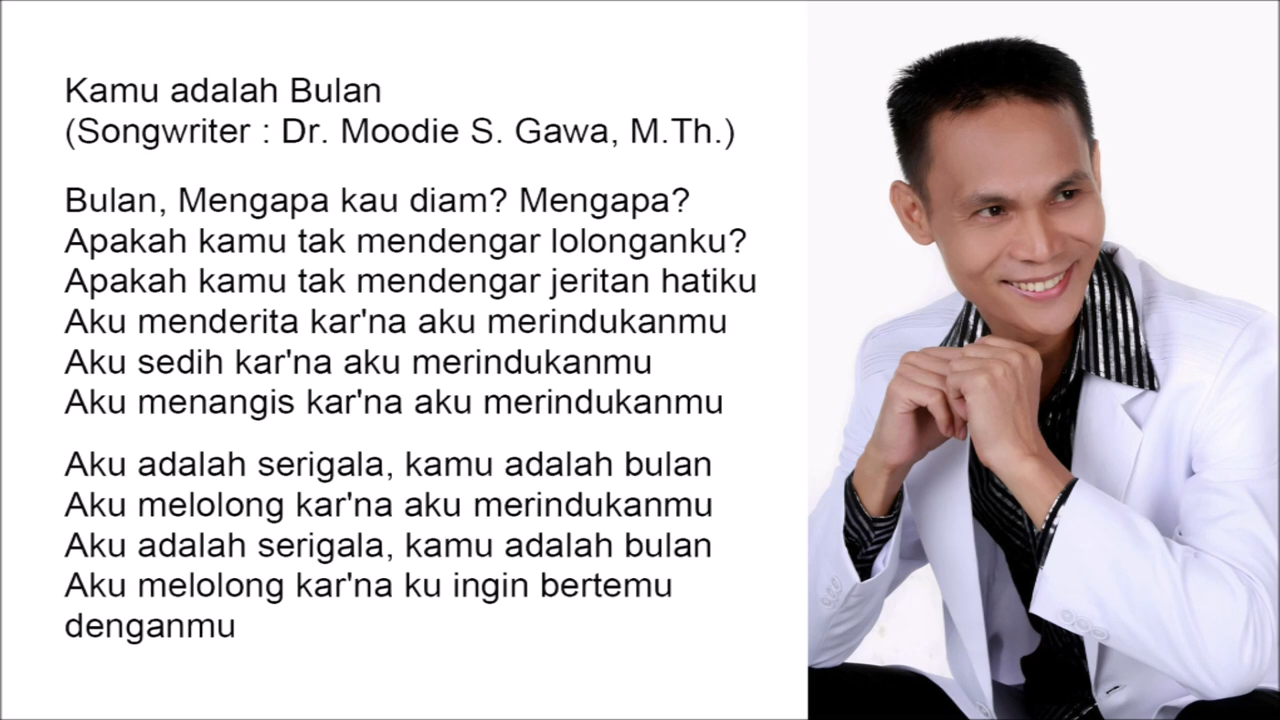 Kamu adalah Bulan
(Songwriter : Dr. Moodie S. Gawa, M.Th.)
Bulan, Mengapa kau diam? Mengapa?
Apakah kamu tak mendengar lolonganku?
Apakah kamu tak mendengar jeritan hatiku
Aku menderita kar'na aku merindukanmu
Aku sedih kar'na aku merindukanmu
Aku menangis kar'na aku merindukanmu
Aku adalah serigala, kamu adalah bulan
Aku melolong kar'na aku merindukanmu
Aku adalah serigala, kamu adalah bulan
Aku melolong kar'na ku ingin bertemu
denganmu